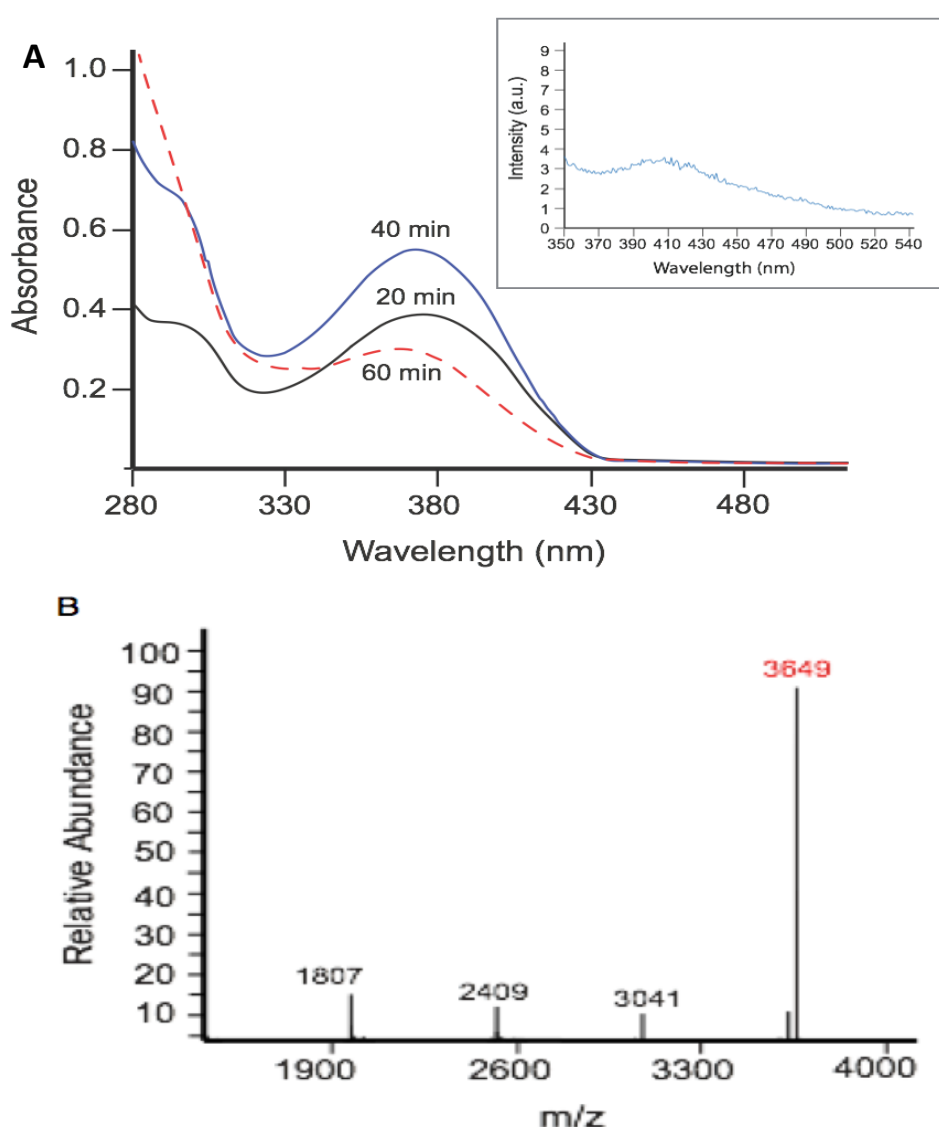 A
Absorbance
1.0
0.8
0.6
0.4
0.2
40 min
20 min
60 min
280 330 380 430 480
Wavelength (nm)
Intensity (a.u.)
9
8
7
6
5
4
3
2
1
0
350 370 390 410 430 450 470 490 500 520 540
Wavelength (nm)
B
Relative Abundance
100
90
80
70
60
50
40
30
20
10
1807
2409
3041
3649
1900 2600 3300 4000
m/z